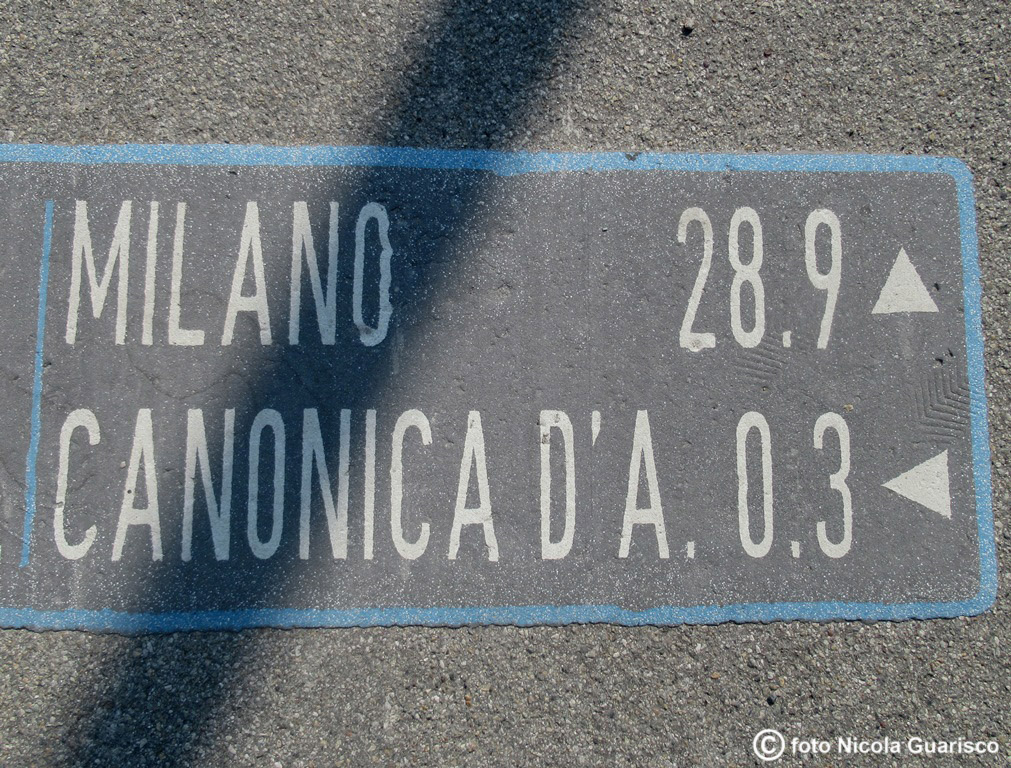 MILANO 28.9
CANONICA D'A. 0.3
© foto Nicola Guarisco